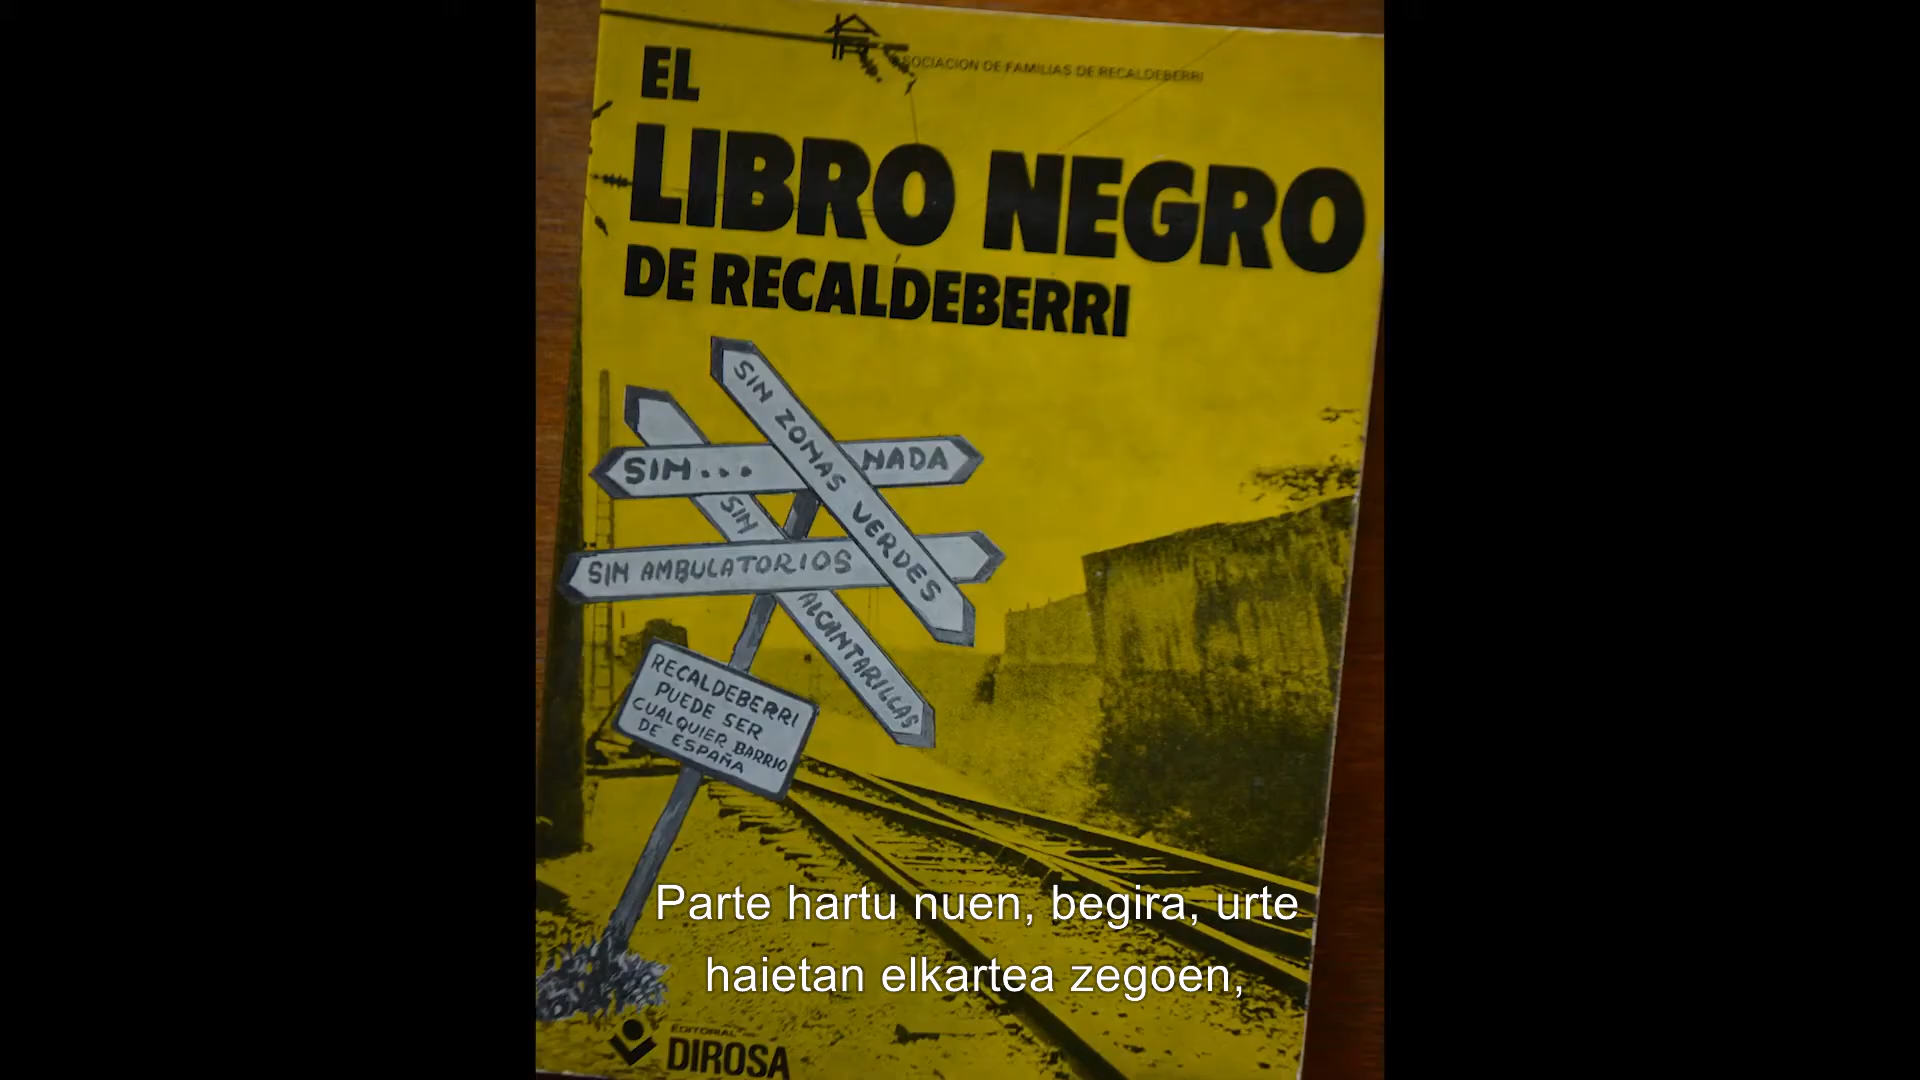 ASOCIACION DE FAMILIAS DE RECALDEBERRI
EL
LIBRO NEGRO
DE RECALDEBERRI
SIN ZONAS VERDES
SIN... NADA
SIN ALCANTARILLAS
SIN AMBULATORIOS
RECALDEBERRI
PUEDE SER
CUALQUIER BARRIO
DE ESPAÑA
Parte hartu nuen, begira, urte
haietan elkartea zegoen,
EDITORIAL
DIROSA